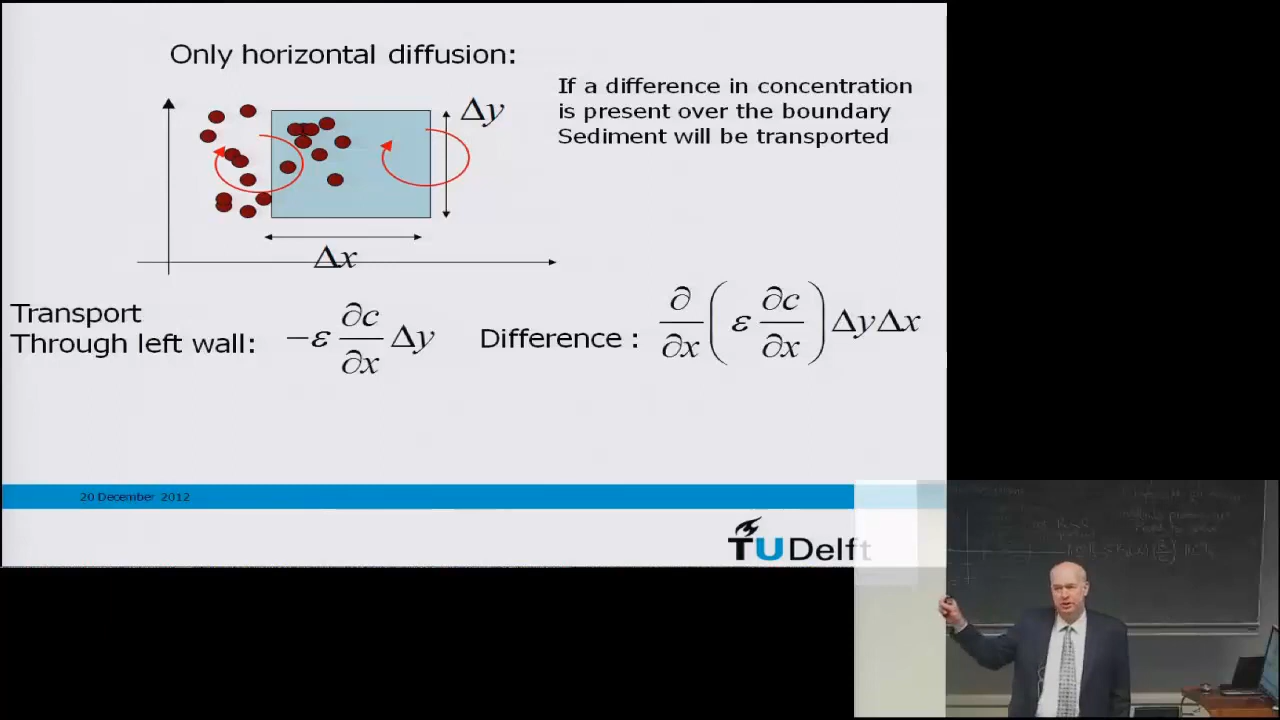 Only horizontal diffusion:
If a difference in concentration
is present over the boundary
Sediment will be transported
Δy
Δx
Transport
Through left wall:
−ε ∂c/∂x Δy
Difference :
∂/∂x (ε ∂c/∂x) ΔyΔx
20 December 2012
TUDelft